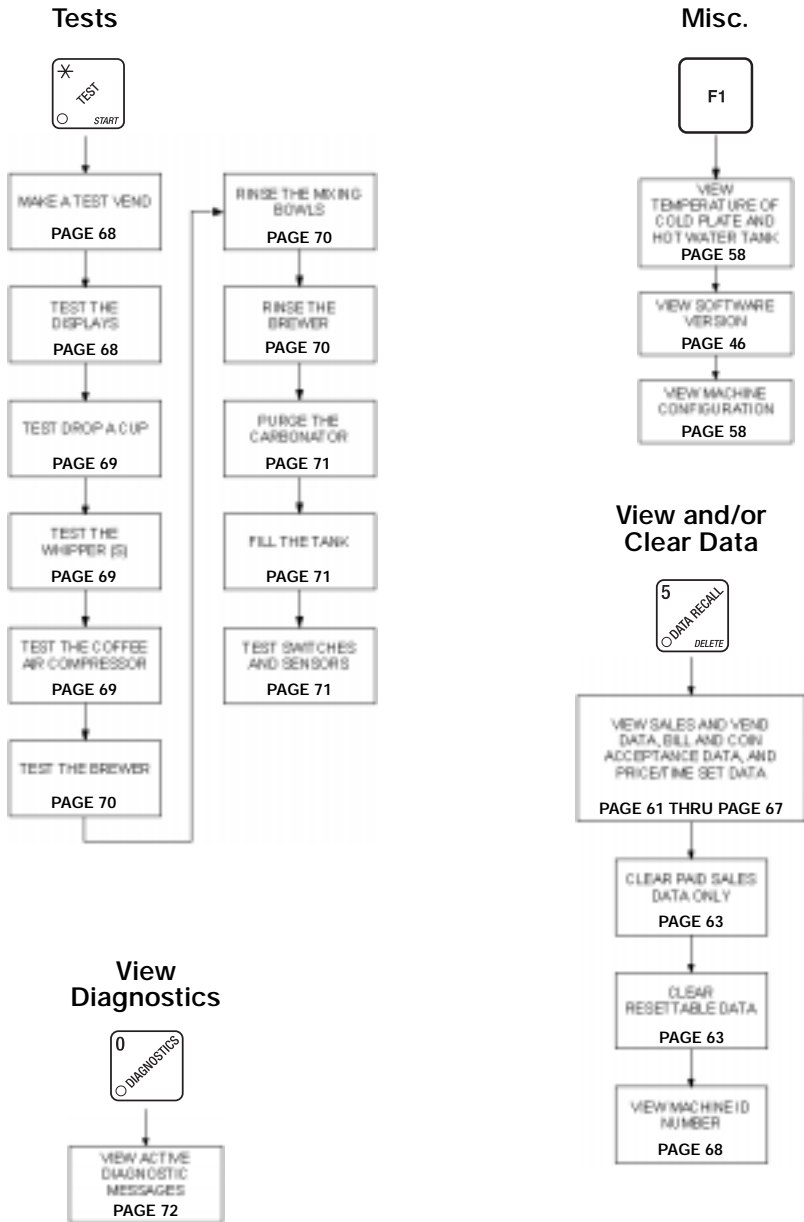 Tests
*
TEST
START
MAKE A TEST VEND
PAGE 68
TEST THE
DISPLAYS
PAGE 68
TEST DROP A CUP
PAGE 69
TEST THE
WHIPPER (S)
PAGE 69
TEST THE COFFEE
AIR COMPRESSOR
PAGE 69
TEST THE BREWER
PAGE 70
RINSE THE MIXING
BOWLS
PAGE 70
RINSE THE
BREWER
PAGE 70
PURGE THE
CARBONATOR
PAGE 71
FILL THE TANK
PAGE 71
TEST SWITCHES
AND SENSORS
PAGE 71
View
Diagnostics
0
DIAGNOSTICS
VIEW ACTIVE
DIAGNOSTIC
MESSAGES
PAGE 72
Misc.
F1
VIEW
TEMPERATURE OF
COLD PLATE AND
HOT WATER TANK
PAGE 58
VIEW SOFTWARE
VERSION
PAGE 46
VIEW MACHINE
CONFIGURATION
PAGE 58
View and/or
Clear Data
5
DATA RECALL
DELETE
VIEW SALES AND VEND
DATA, BILL AND COIN
ACCEPTANCE DATA, AND
PRICE/TIME SET DATA
PAGE 61 THRU PAGE 67
CLEAR PAID SALES
DATA ONLY
PAGE 63
CLEAR
RESETTABLE DATA
PAGE 63
VIEW MACHINE ID
NUMBER
PAGE 68